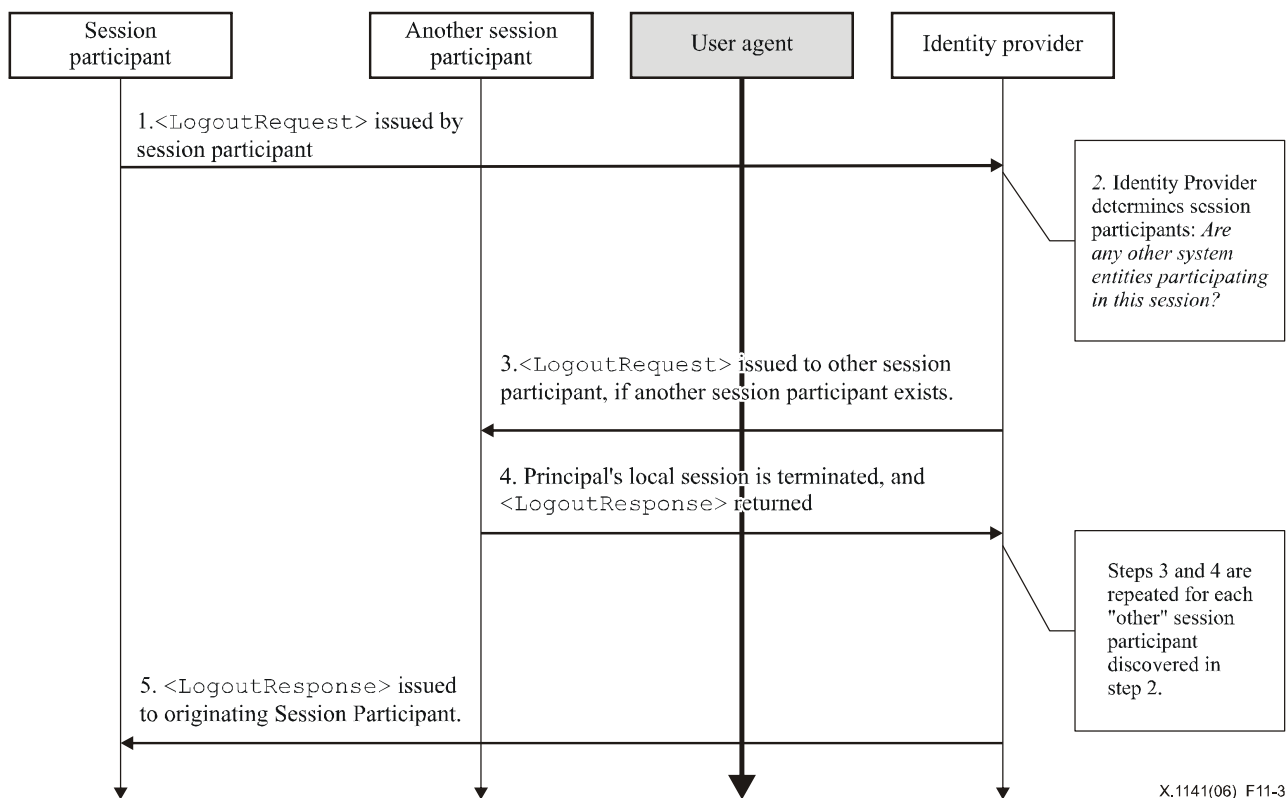 Session
participant
Another session
participant
User agent
Identity provider
1.<LogoutRequest> issued by
session participant
2. Identity Provider
determines session
participants: Are
any other system
entities participating
in this session?
3.<LogoutRequest> issued to other session
participant, if another session participant exists.
4. Principal's local session is terminated, and
<LogoutResponse> returned
Steps 3 and 4 are
repeated for each
"other" session
participant
discovered in
step 2.
5. <LogoutResponse> issued
to originating Session Participant.
X.1141(06)_F11-3